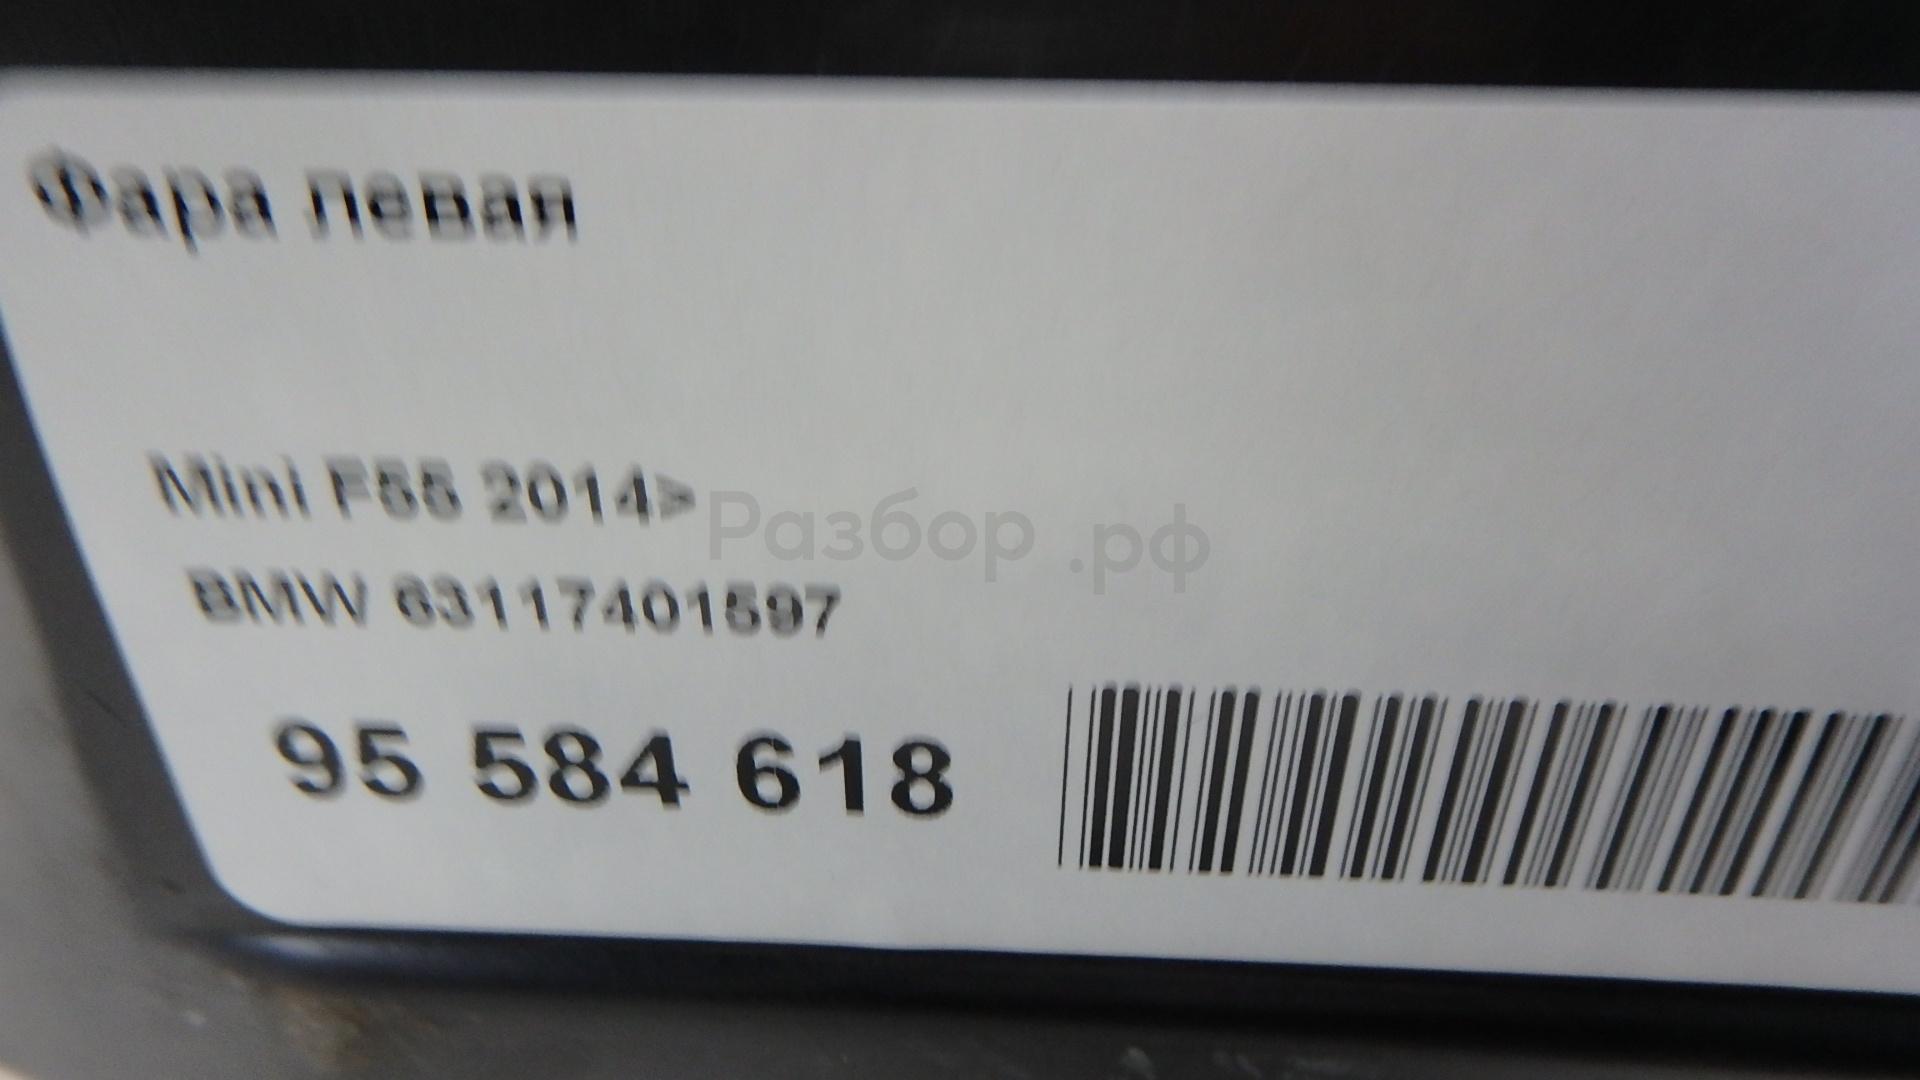 Фара левая
Mini F55 2014>
Разбор.рф
BMW 63117401597
95 584 618